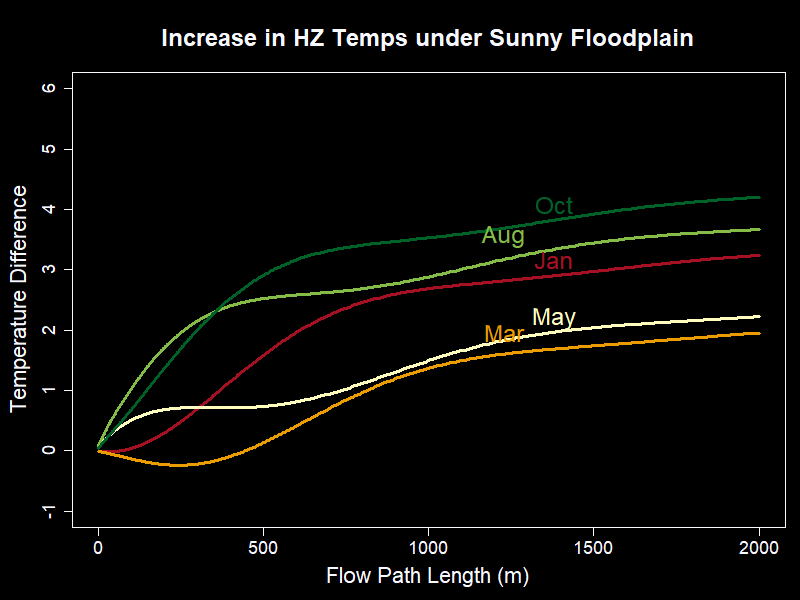 Increase in HZ Temps under Sunny Floodplain
Temperature Difference
6
5
4
3
2
1
0
-1
Oct
Aug
Jan
May
Mar
0 500 1000 1500 2000
Flow Path Length (m)